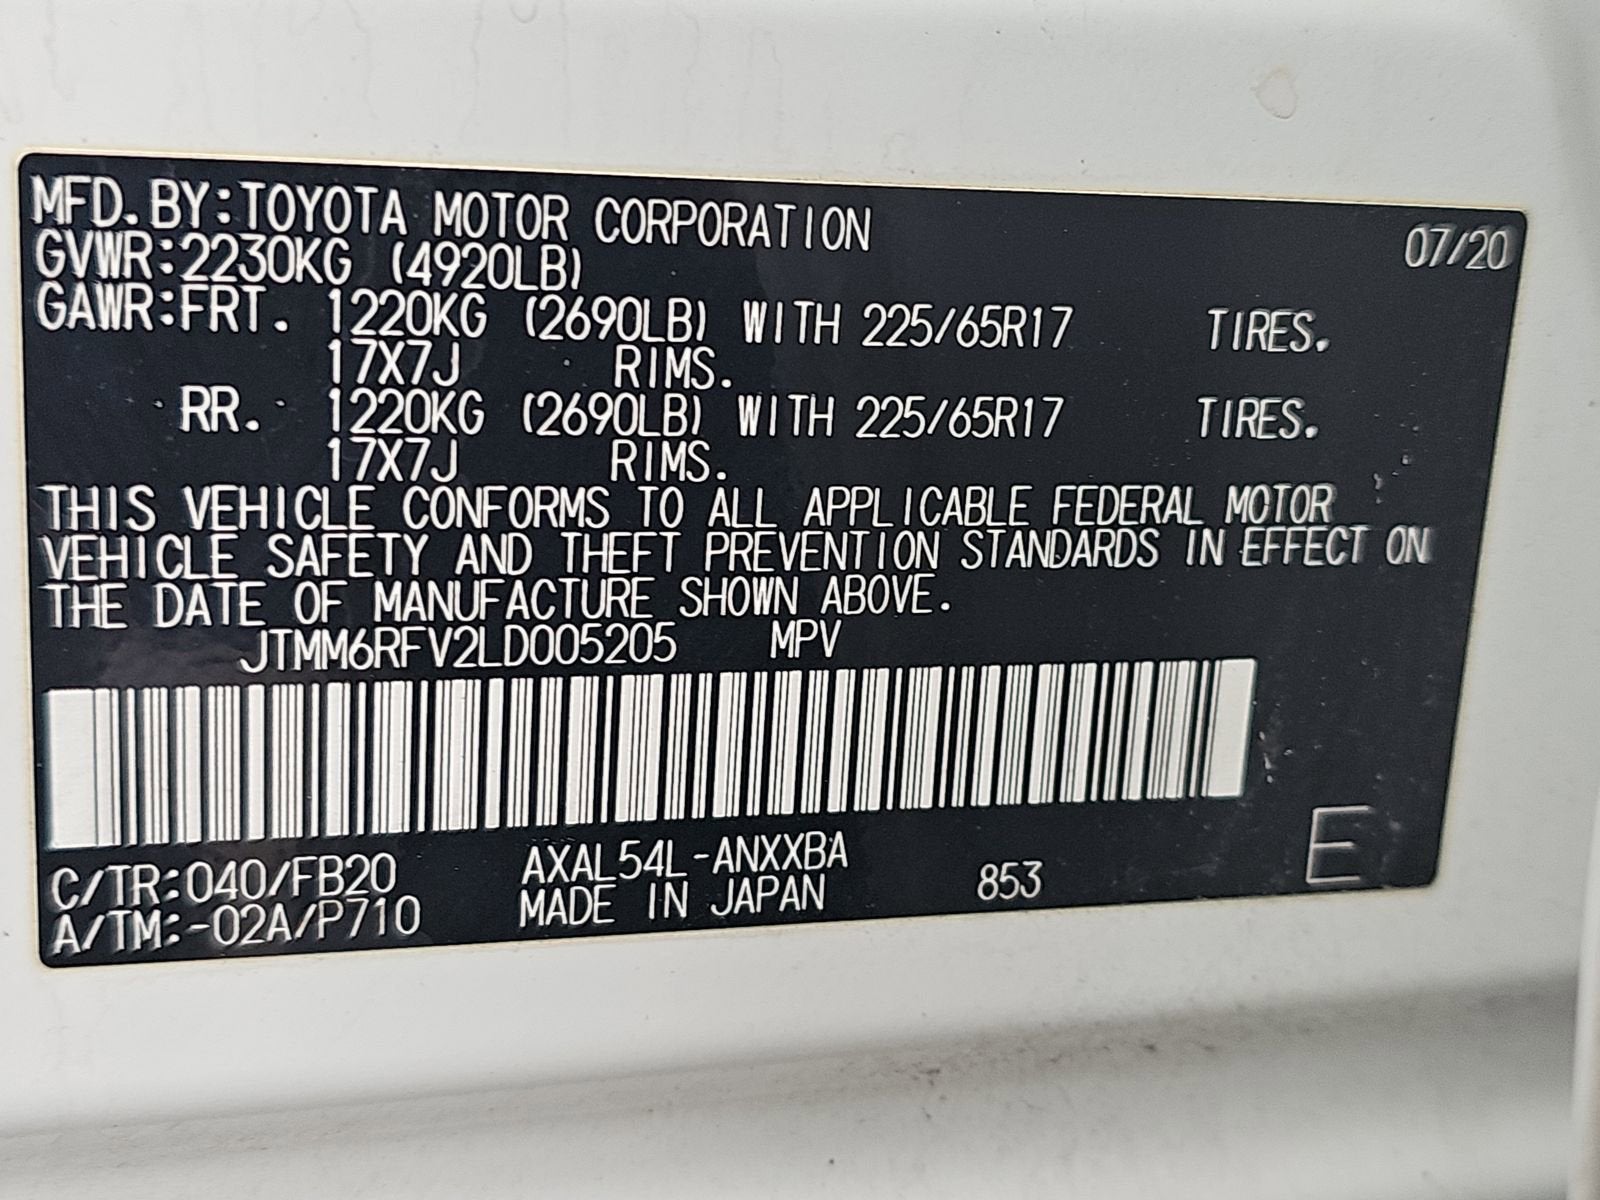 MFD. BY:TOYOTA MOTOR CORPORATION 07/20
GVWR:2230KG (4920LB)
GAWR:FRT. 1220KG (2690LB) WITH 225/65R17 TIRES.
17X7J RIMS.
RR. 1220KG (2690LB) WITH 225/65R17 TIRES.
17X7J RIMS.
THIS VEHICLE CONFORMS TO ALL APPLICABLE FEDERAL MOTOR
VEHICLE SAFETY AND THEFT PREVENTION STANDARDS IN EFFECT ON
THE DATE OF MANUFACTURE SHOWN ABOVE.
JTMM6RFV2LD005205 MPV
C/TR:040/FB20 AXAL54L-ANXXBA
A/TM:-02A/P710 MADE IN JAPAN 853 E